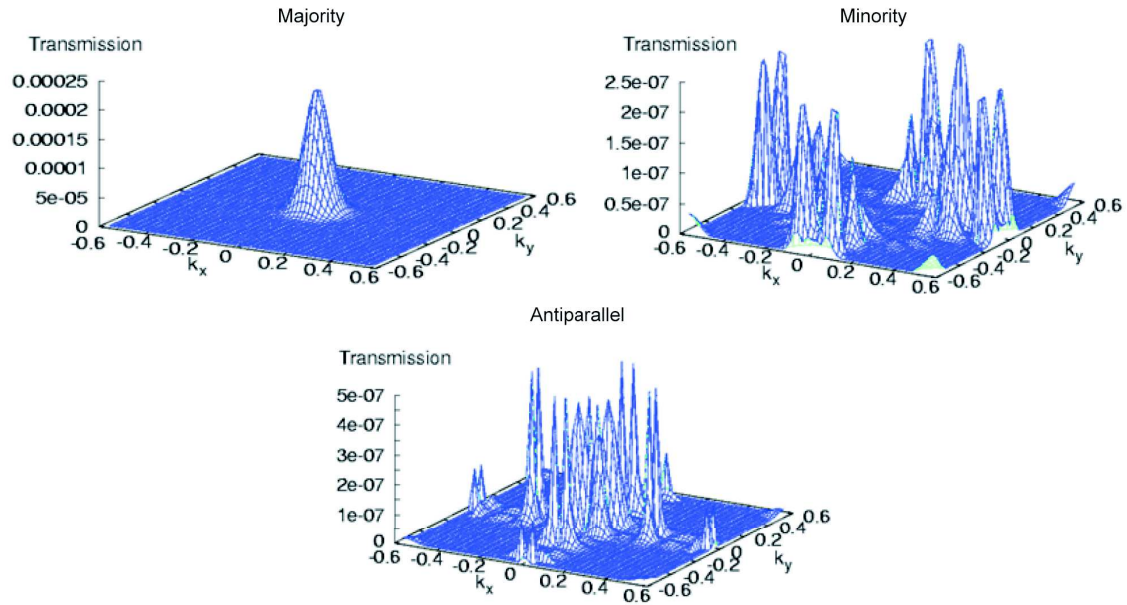 Majority
Transmission
0.00025
0.0002
0.00015
0.0001
5e-05
0
-0.6
-0.4
-0.2
0
0.2
0.4
0.6
kx
-0.6
-0.4
-0.2
0
0.2
0.4
0.6
ky
Minority
Transmission
2.5e-07
2e-07
1.5e-07
1e-07
0.5e-07
0
-0.6
-0.4
-0.2
0
0.2
0.4
0.6
kx
-0.6
-0.4
-0.2
0
0.2
0.4
0.6
ky
Antiparallel
Transmission
5e-07
4e-07
3e-07
2e-07
1e-07
0
-0.6
-0.4
-0.2
0
0.2
0.4
0.6
kx
-0.6
-0.4
-0.2
0
0.2
0.4
0.6
ky